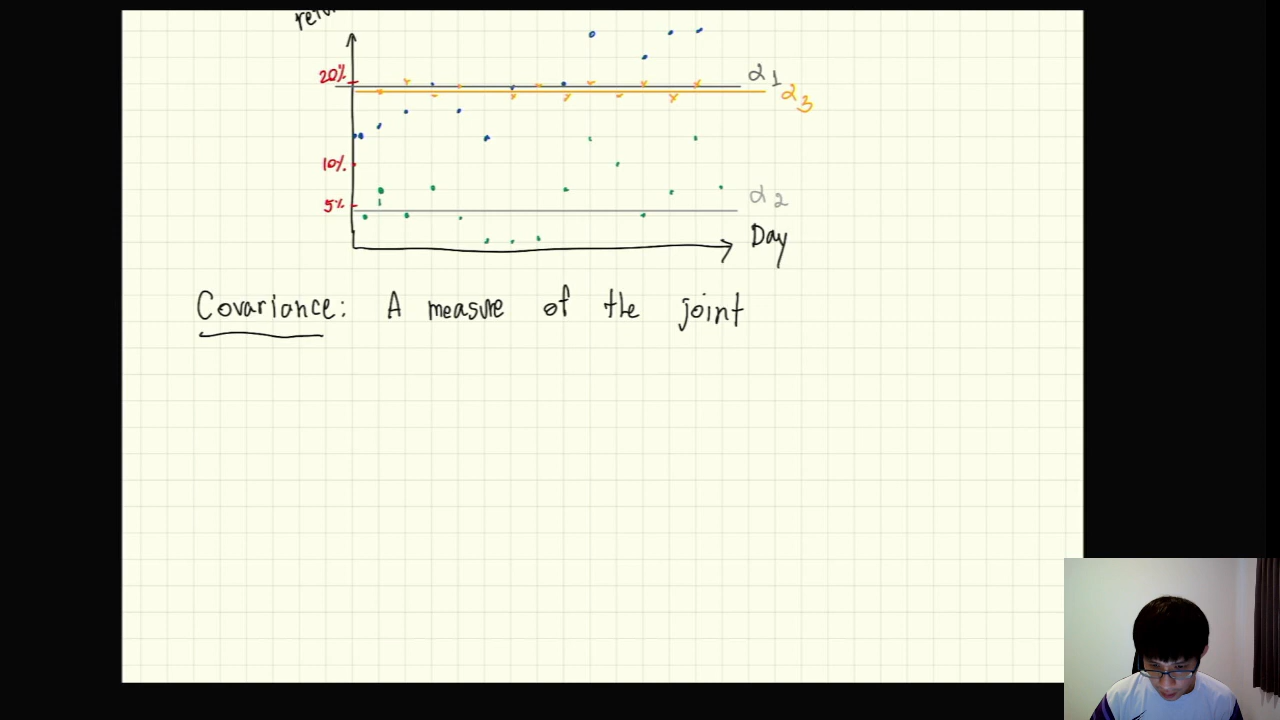 20%
α1
α3
10%
5%
α2
Day
Covariance: A measure of the joint